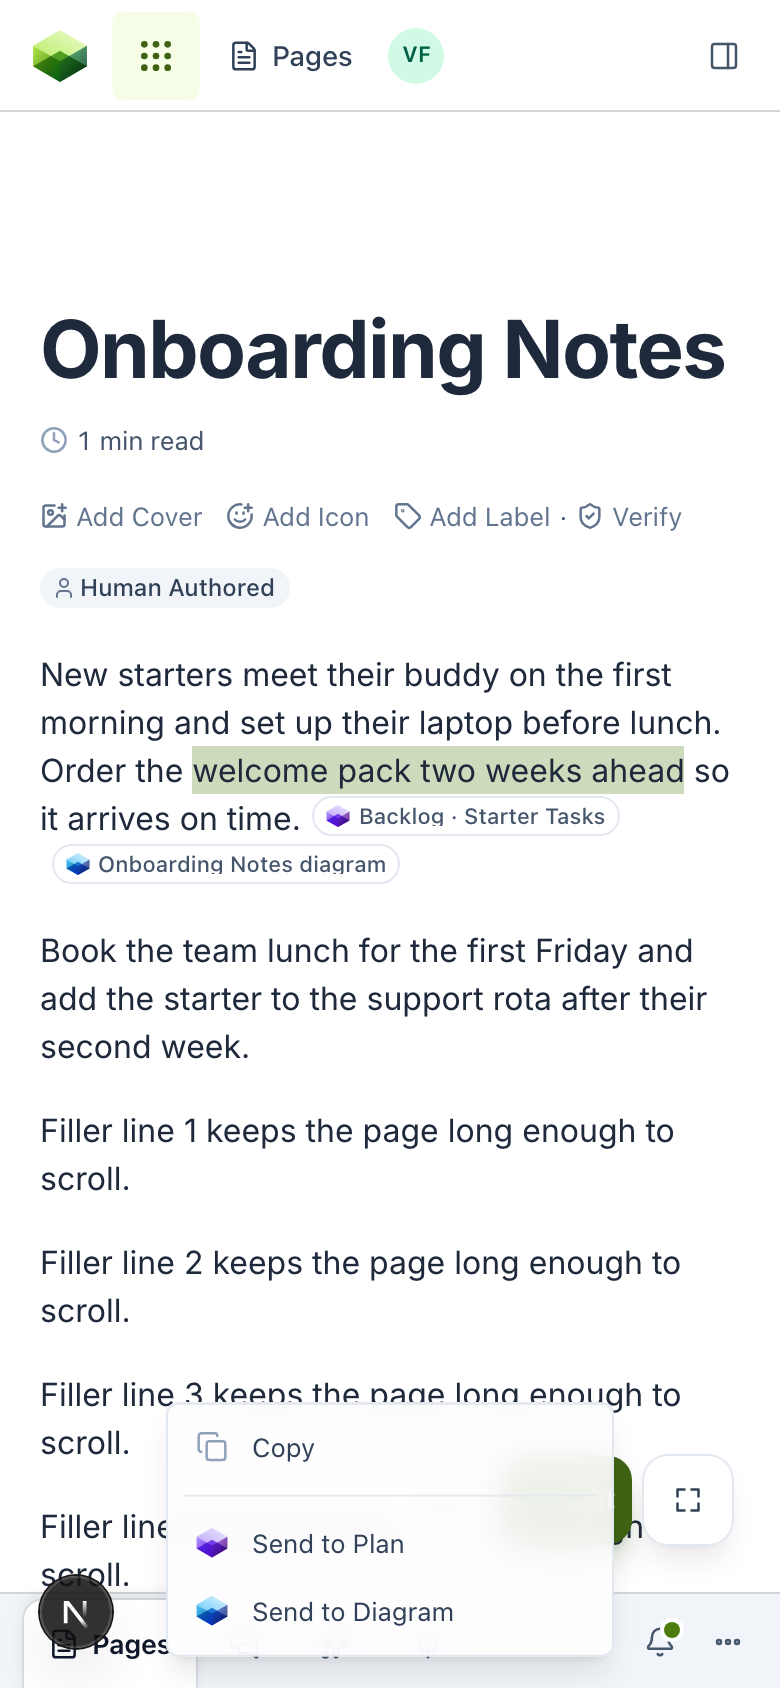 Pages
VF
Onboarding Notes
1 min read
Add Cover
Add Icon
Add Label · Verify
Human Authored
New starters meet their buddy on the first
morning and set up their laptop before lunch.
Order the welcome pack two weeks ahead so
it arrives on time. Backlog · Starter Tasks
Onboarding Notes diagram
Book the team lunch for the first Friday and
add the starter to the support rota after their
second week.
Filler line 1 keeps the page long enough to
scroll.
Filler line 2 keeps the page long enough to
scroll.
Filler line 3 keeps the page long enough to
scroll.
Copy
Filler line
scroll.
Send to Plan
Send to Diagram
N
Pages